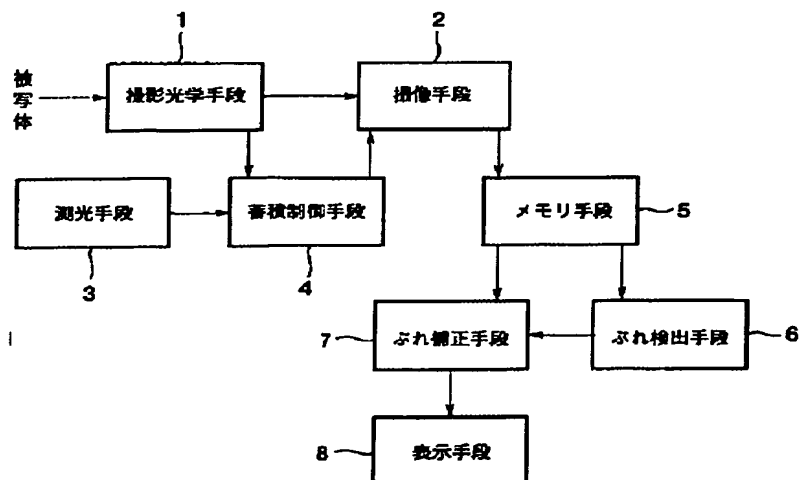 1
2
被写体
撮影光学手段
撮像手段
測光手段
蓄積制御手段
メモリ手段
5
3
4
7
ぶれ補正手段
ぶれ検出手段
6
8
表示手段